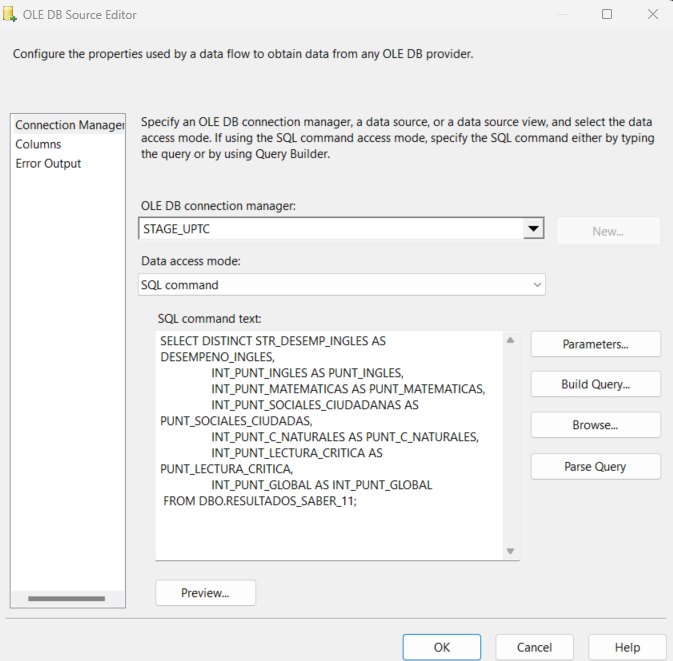 OLE DB Source Editor
Configure the properties used by a data flow to obtain data from any OLE DB provider.
Connection Manager
Columns
Error Output
Specify an OLE DB connection manager, a data source, or a data source view, and select the data
access mode. If using the SQL command access mode, specify the SQL command either by typing
the query or by using Query Builder.
OLE DB connection manager:
STAGE_UPTC
New...
Data access mode:
SQL command
SQL command text:
SELECT DISTINCT STR_DESEMP_INGLES AS
DESEMPENO_INGLES,
INT_PUNT_INGLES AS PUNT_INGLES,
INT_PUNT_MATEMATICAS AS PUNT_MATEMATICAS,
INT_PUNT_SOCIALES_CIUDADANAS AS
PUNT_SOCIALES_CIUDADAS,
INT_PUNT_C_NATURALES AS PUNT_C_NATURALES,
INT_PUNT_LECTURA_CRITICA AS
PUNT_LECTURA_CRITICA,
INT_PUNT_GLOBAL AS INT_PUNT_GLOBAL
FROM DBO.RESULTADOS_SABER_11;
Parameters...
Build Query...
Browse...
Parse Query
Preview...
OK
Cancel
Help